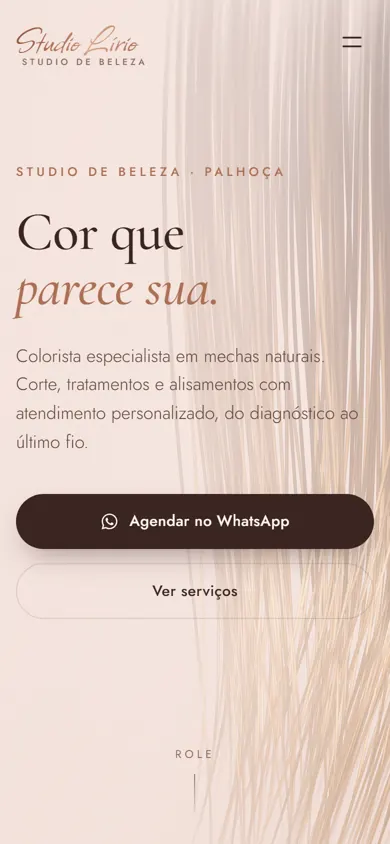 Studio Lírio
STUDIO DE BELEZA
STUDIO DE BELEZA · PALHOÇA
Cor que
parece sua.
Colorista especialista em mechas naturais.
Corte, tratamentos e alisamentos com
atendimento personalizado, do diagnóstico ao
último fio.
Agendar no WhatsApp
Ver serviços
ROLE